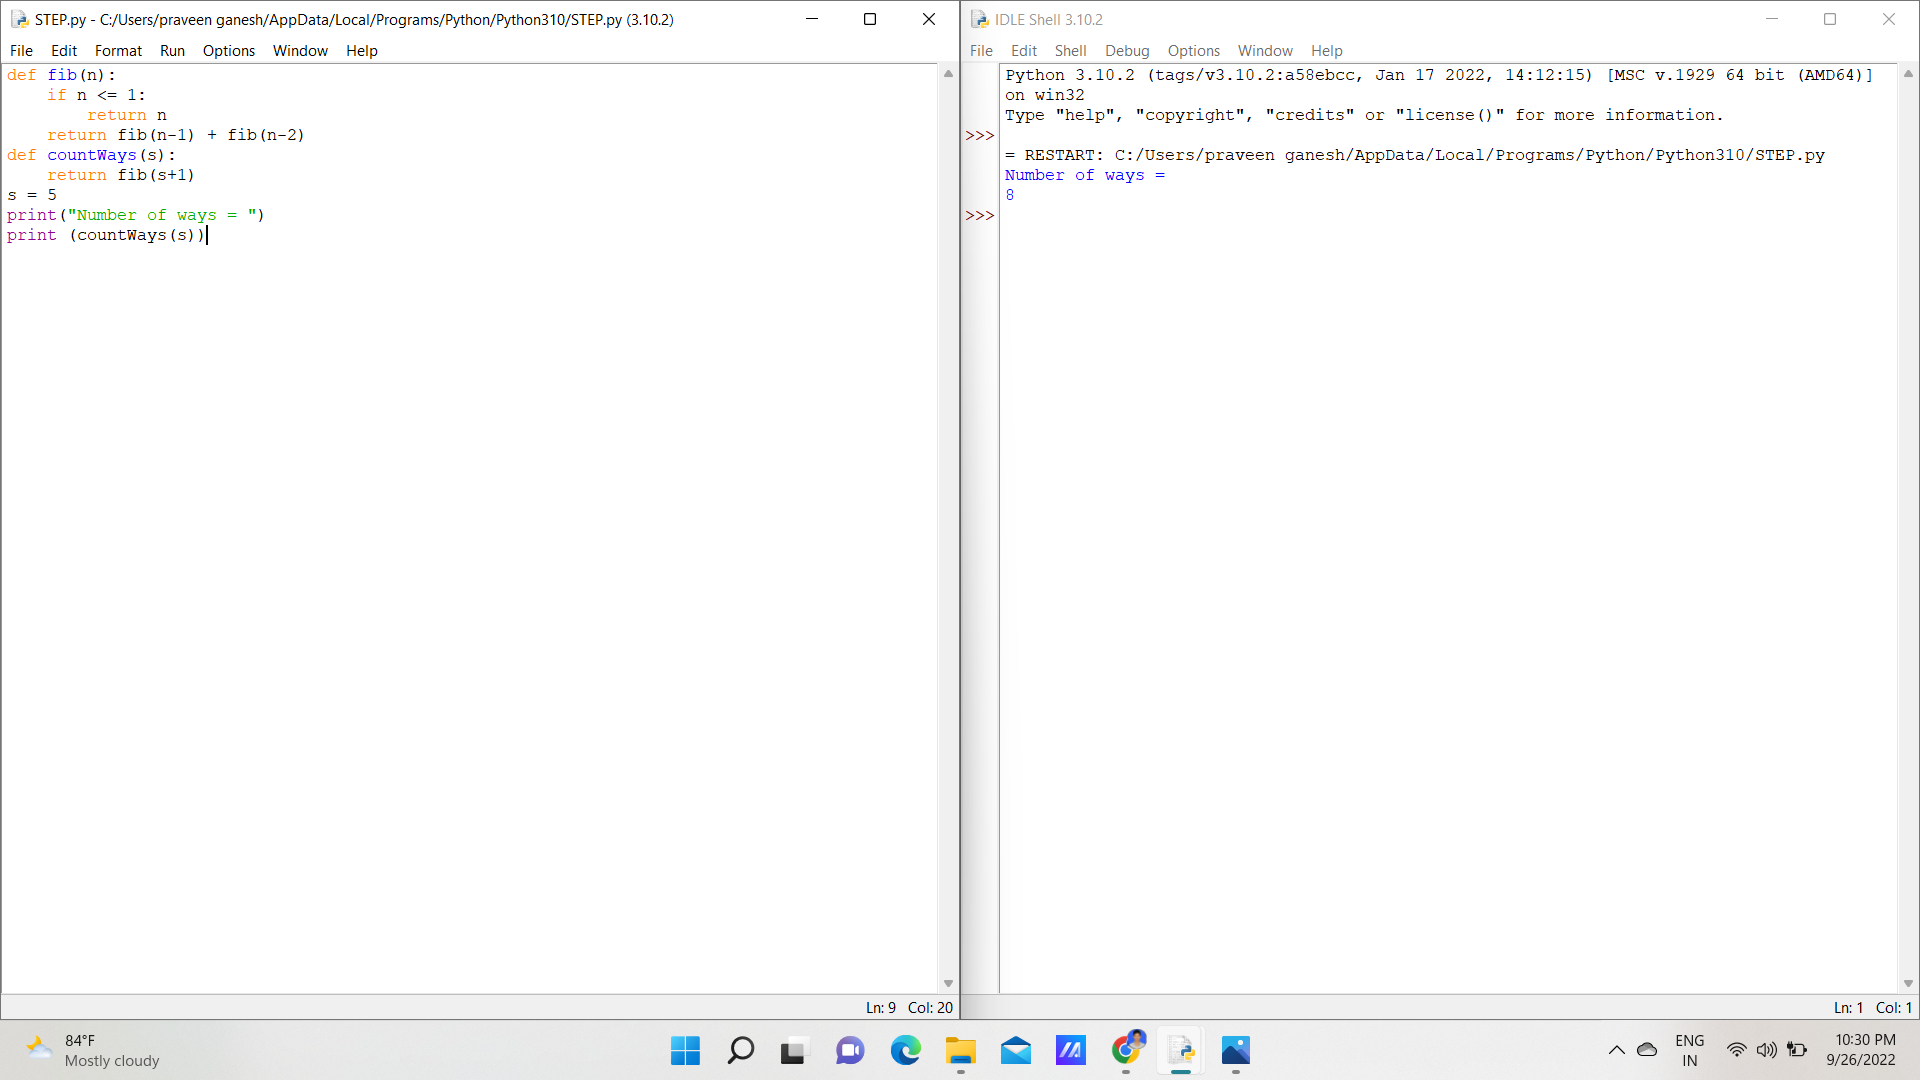 STEP.py - C:/Users/praveen ganesh/AppData/Local/Programs/Python/Python310/STEP.py (3.10.2)
File Edit Format Run Options Window Help
def fib(n):
    if n <= 1:
        return n
    return fib(n-1) + fib(n-2)
def countWays(s):
    return fib(s+1)
s = 5
print("Number of ways = ")
print (countWays(s))
Ln: 9 Col: 20
IDLE Shell 3.10.2
File Edit Shell Debug Options Window Help
Python 3.10.2 (tags/v3.10.2:a58ebcc, Jan 17 2022, 14:12:15) [MSC v.1929 64 bit (AMD64)]
on win32
Type "help", "copyright", "credits" or "license()" for more information.
>>>
= RESTART: C:/Users/praveen ganesh/AppData/Local/Programs/Python/Python310/STEP.py
Number of ways =
8
>>>
Ln: 1 Col: 1
84°F
Mostly cloudy
ENG
IN
10:30 PM
9/26/2022